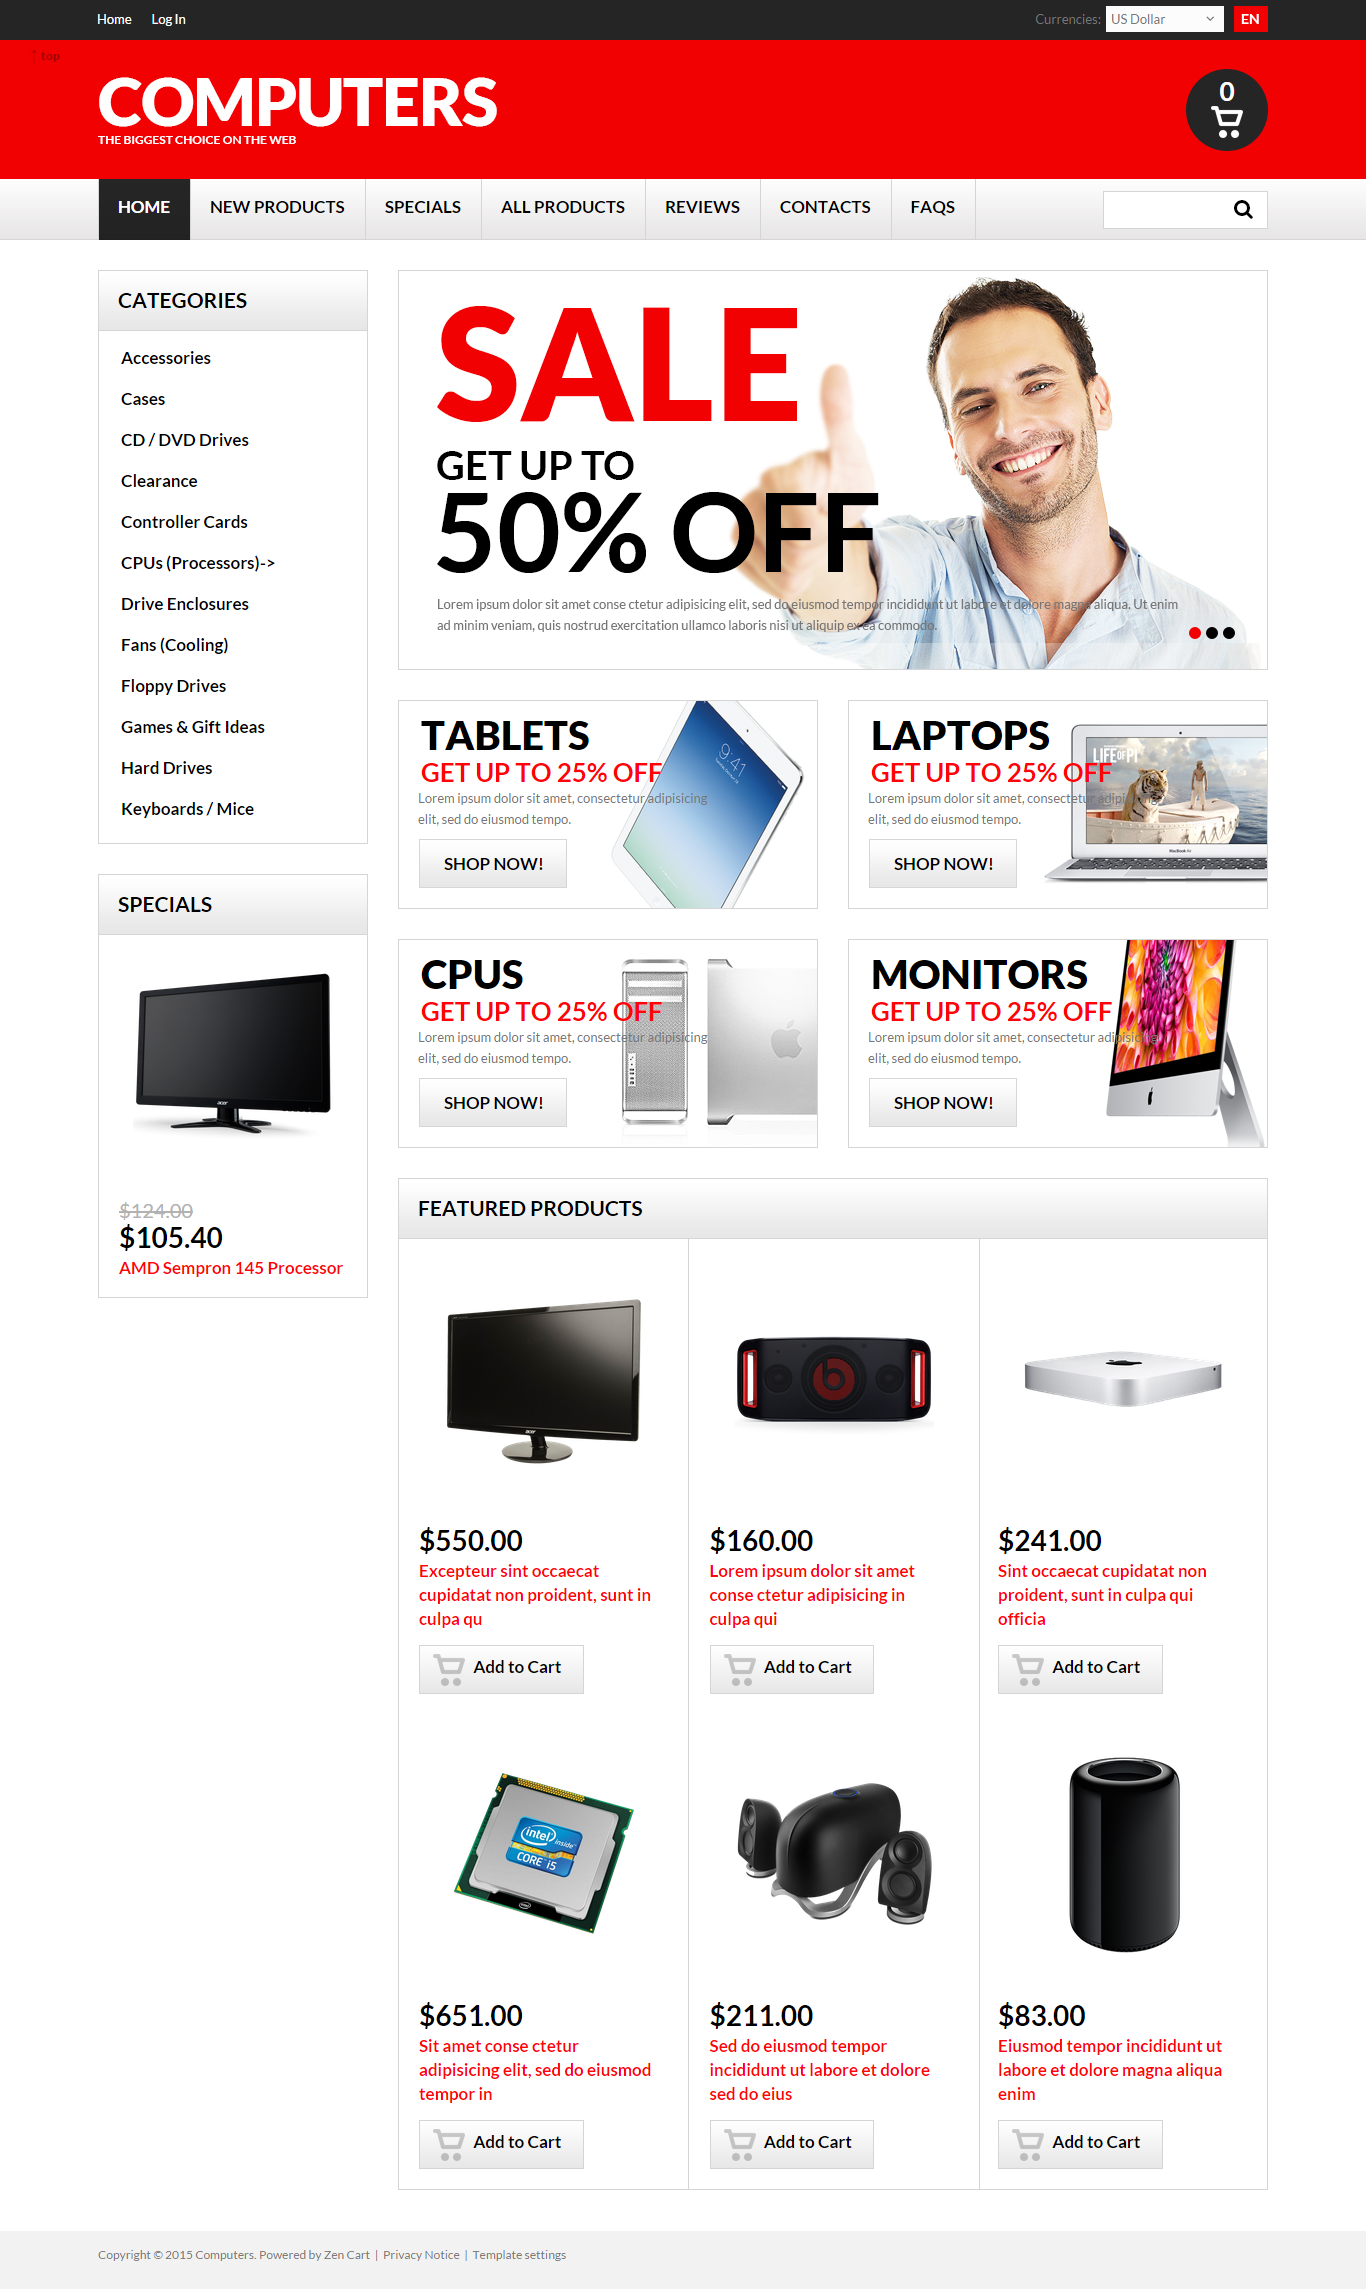 Home Log In Currencies: US Dollar EN
↑ top
COMPUTERS
THE BIGGEST CHOICE ON THE WEB
0
HOME NEW PRODUCTS SPECIALS ALL PRODUCTS REVIEWS CONTACTS FAQS
CATEGORIES
Accessories
Cases
CD / DVD Drives
Clearance
Controller Cards
CPUs (Processors)->
Drive Enclosures
Fans (Cooling)
Floppy Drives
Games & Gift Ideas
Hard Drives
Keyboards / Mice
SPECIALS
acer
$124.00
$105.40
AMD Sempron 145 Processor
SALE
GET UP TO
50% OFF
Lorem ipsum dolor sit amet conse ctetur adipisicing elit, sed do eiusmod tempor incididunt ut labore et dolore magna aliqua. Ut enim
ad minim veniam, quis nostrud exercitation ullamco laboris nisi ut aliquip ex ea commodo.
TABLETS
GET UP TO 25% OFF
Lorem ipsum dolor sit amet, consectetur adipisicing
elit, sed do eiusmod tempo.
SHOP NOW!
9:41
LAPTOPS
GET UP TO 25% OFF
Lorem ipsum dolor sit amet, consectetur adipisicing
elit, sed do eiusmod tempo.
SHOP NOW!
LIFE OF PI
MacBook Air
CPUS
GET UP TO 25% OFF
Lorem ipsum dolor sit amet, consectetur adipisicing
elit, sed do eiusmod tempo.
SHOP NOW!
MONITORS
GET UP TO 25% OFF
Lorem ipsum dolor sit amet, consectetur adipisicing
elit, sed do eiusmod tempo.
SHOP NOW!
FEATURED PRODUCTS
acer
$550.00
Excepteur sint occaecat
cupidatat non proident, sunt in
culpa qu
Add to Cart
b
$160.00
Lorem ipsum dolor sit amet
conse ctetur adipisicing in
culpa qui
Add to Cart
$241.00
Sint occaecat cupidatat non
proident, sunt in culpa qui
officia
Add to Cart
intel inside
CORE i5
intel
$651.00
Sit amet conse ctetur
adipisicing elit, sed do eiusmod
tempor in
Add to Cart
$211.00
Sed do eiusmod tempor
incididunt ut labore et dolore
sed do eius
Add to Cart
$83.00
Eiusmod tempor incididunt ut
labore et dolore magna aliqua
enim
Add to Cart
Copyright © 2015 Computers. Powered by Zen Cart | Privacy Notice | Template settings